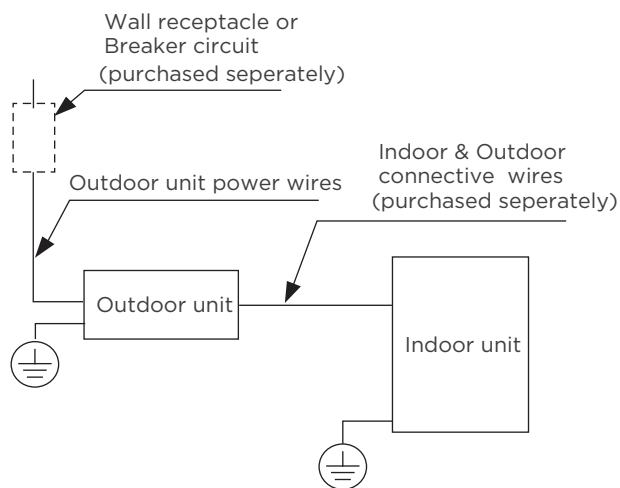 Wall receptacle or
Breaker circuit
(purchased seperately)
Outdoor unit power wires
Indoor & Outdoor
connective wires
(purchased seperately)
Outdoor unit
Indoor unit